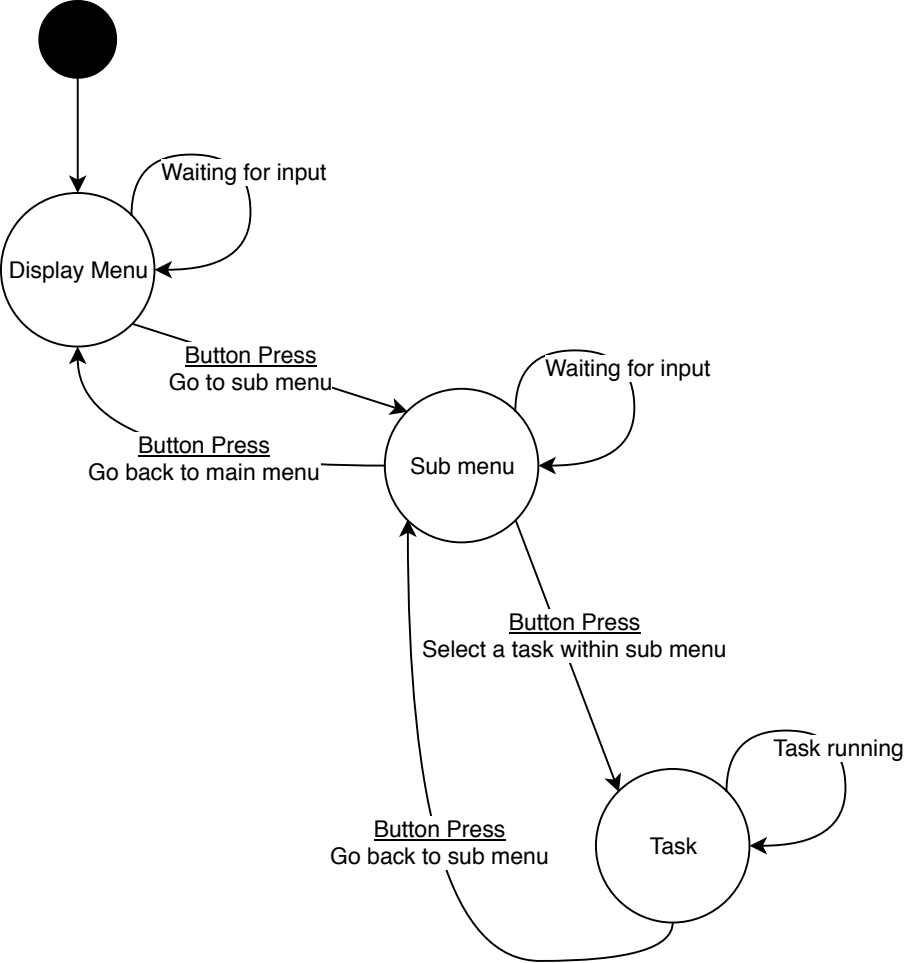 Waiting for input
Display Menu
Button Press
Go to sub menu
Waiting for input
Button Press
Go back to main menu
Sub menu
Button Press
Select a task within sub menu
Task running
Button Press
Go back to sub menu
Task